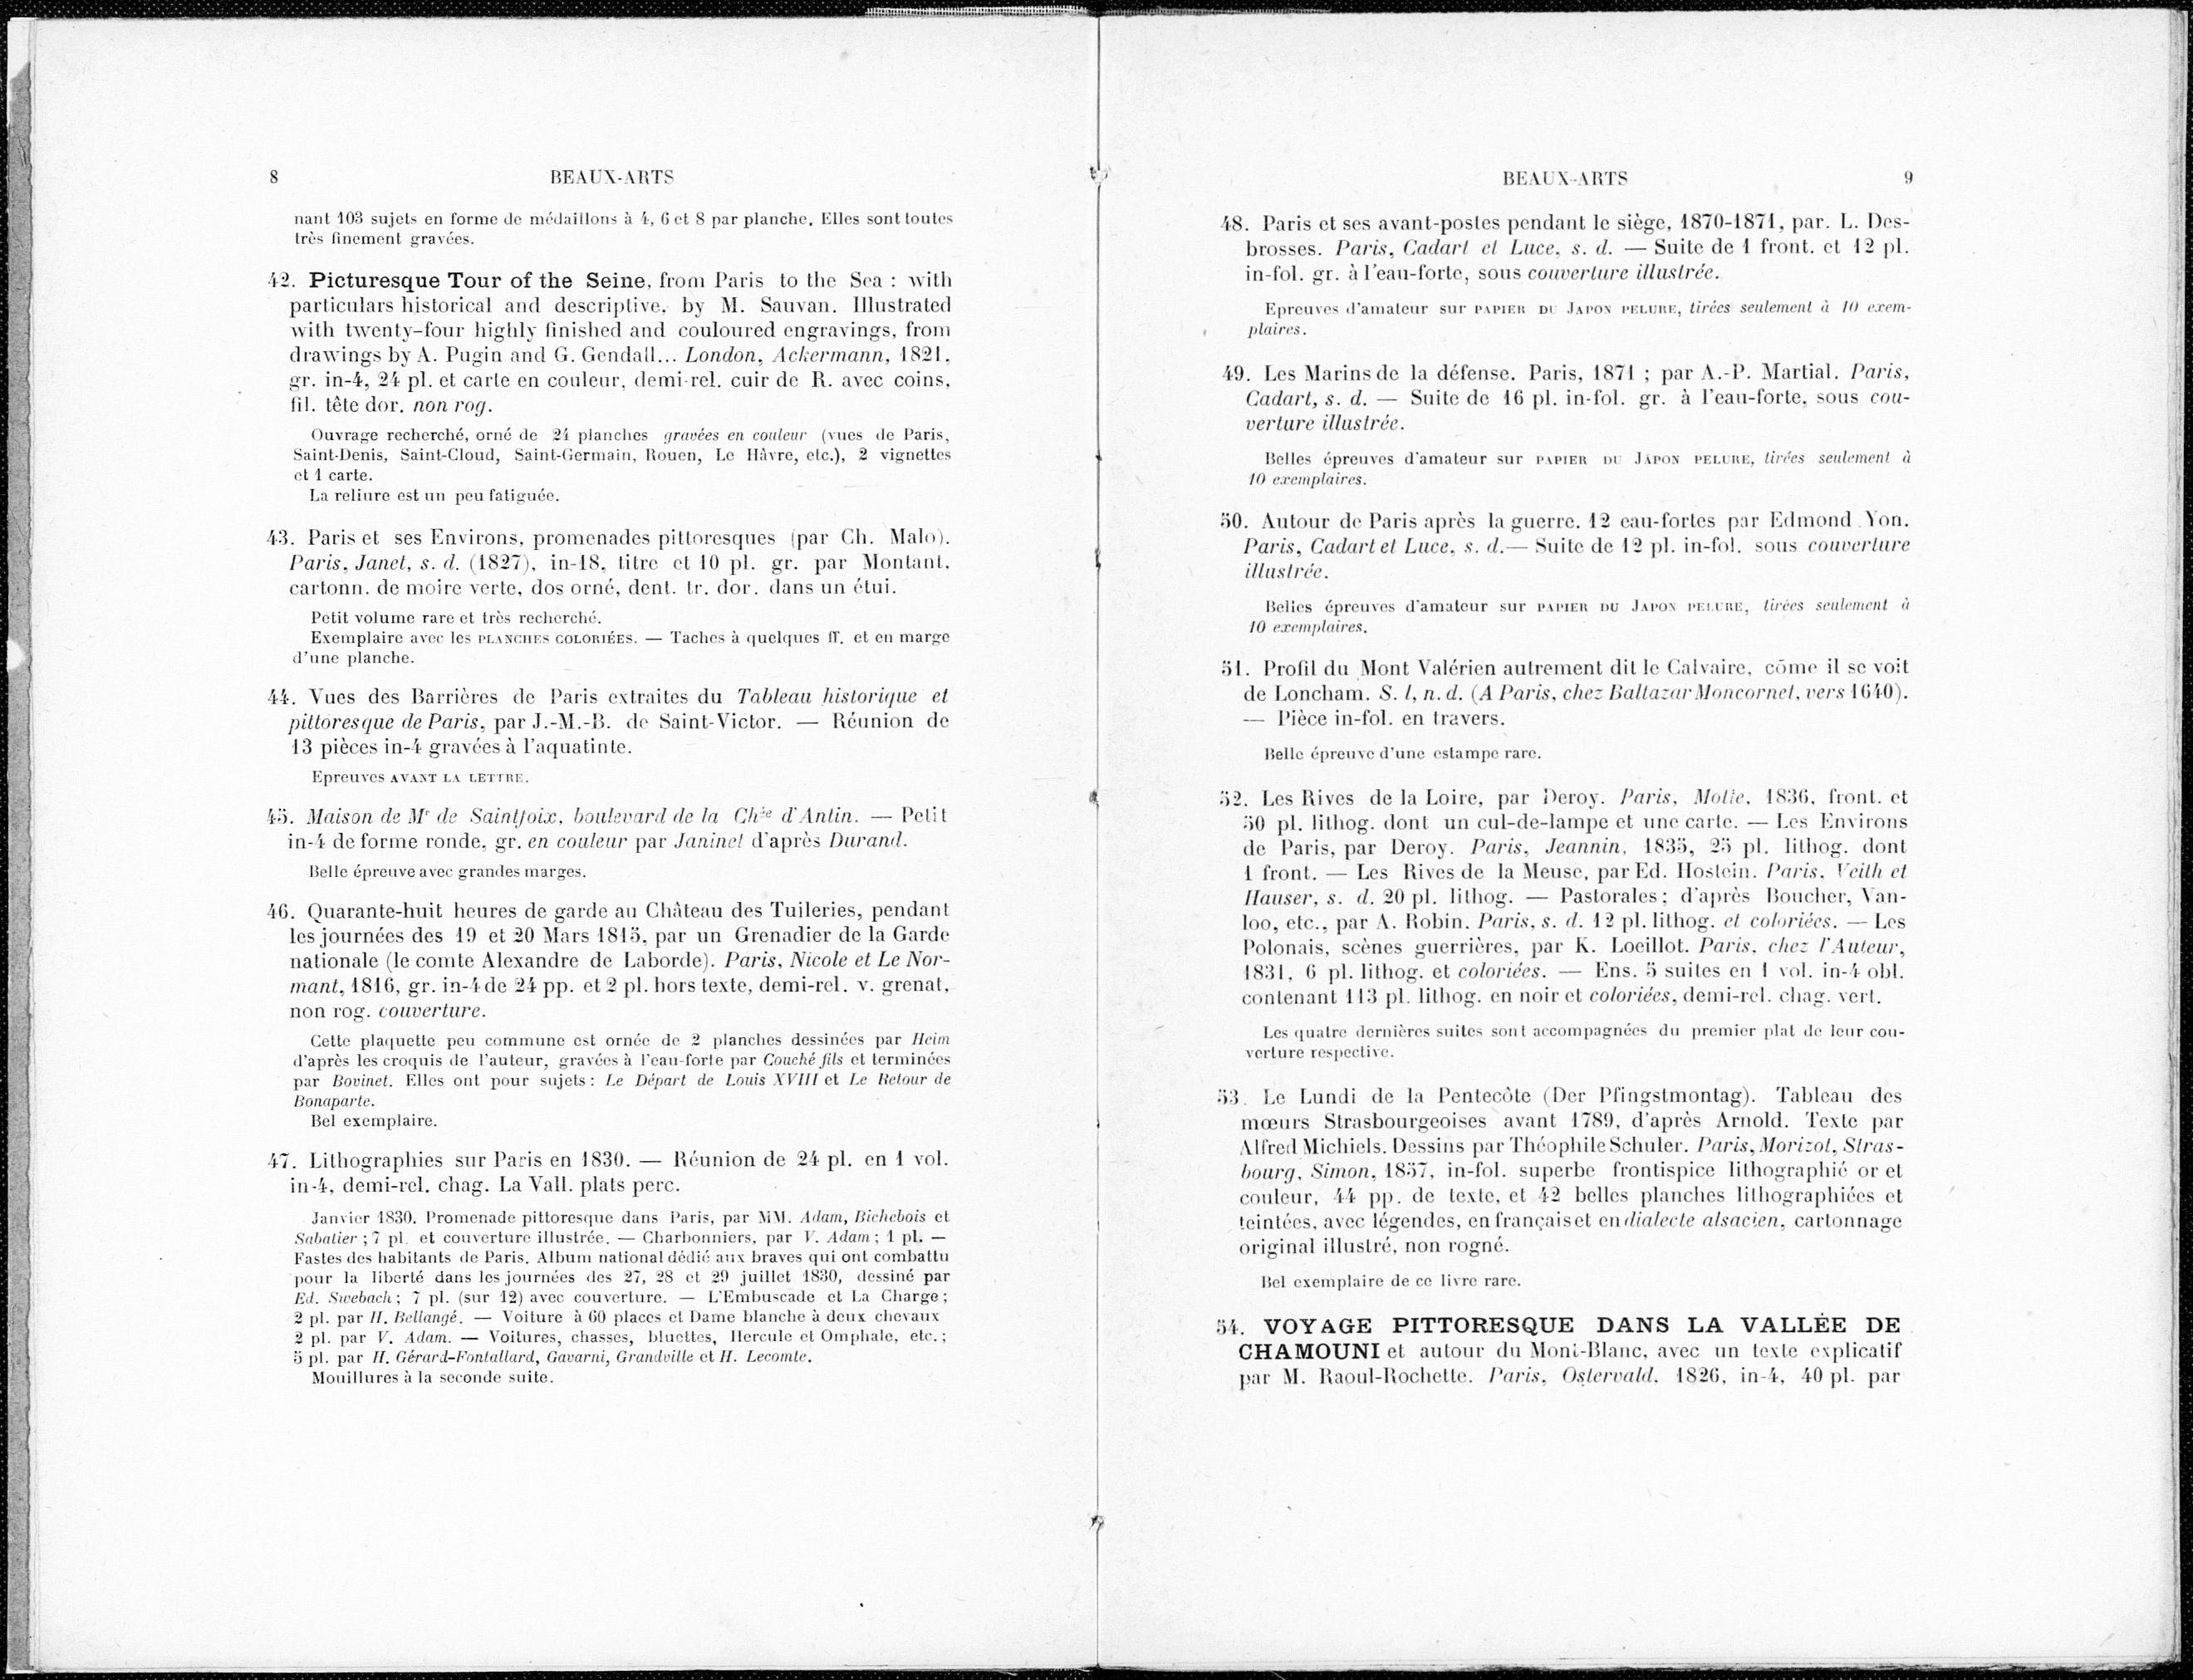 8
BEAUX-ARTS
nant 103 sujets en forme de médaillons à 4, 6 et 8 par planche. Elles sont toutes
très finement gravées.
42. Picturesque Tour of the Seine, from Paris to the Sea : with
particulars historical and descriptive, by M. Sauvan. Illustrated
with twenty-four highly finished and couloured engravings, from
drawings by A. Pugin and G. Gendall... London, Ackermann, 1821,
gr. in-4, 24 pl. et carte en couleur, demi-rel. cuir de R. avec coins,
fil. tête dor. non rog.
Ouvrage recherché, orné de 24 planches gravées en couleur (vues de Paris,
Saint-Denis, Saint-Cloud, Saint-Germain, Rouen, Le Hâvre, etc.), 2 vignettes
et 1 carte.
La reliure est un peu fatiguée.
43. Paris et ses Environs, promenades pittoresques (par Ch. Malo).
Paris, Janet, s. d. (1827), in-18, titre et 10 pl. gr. par Montant,
cartonn. de moire verte, dos orné, dent. tr. dor. dans un étui.
Petit volume rare et très recherché.
Exemplaire avec les PLANCHES COLORIÉES. — Taches à quelques ff. et en marge
d'une planche.
44. Vues des Barrières de Paris extraites du Tableau historique et
pittoresque de Paris, par J.-M.-B. de Saint-Victor. — Réunion de
13 pièces in-4 gravées à l'aquatinte.
Epreuves AVANT LA LETTRE.
45. Maison de Mr de Saintfoix, boulevard de la Chée d'Antin. — Petit
in-4 de forme ronde, gr. en couleur par Janinet d'après Durand.
Belle épreuve avec grandes marges.
46. Quarante-huit heures de garde au Château des Tuileries, pendant
les journées des 19 et 20 Mars 1815, par un Grenadier de la Garde
nationale (le comte Alexandre de Laborde). Paris, Nicole et Le Nor-
mant, 1816, gr. in-4 de 24 pp. et 2 pl. hors texte, demi-rel. v. grenat,
non rog. couverture.
Cette plaquette peu commune est ornée de 2 planches dessinées par Heim
d'après les croquis de l'auteur, gravées à l'eau-forte par Couché fils et terminées
par Bovinet. Elles ont pour sujets : Le Départ de Louis XVIII et Le Retour de
Bonaparte.
Bel exemplaire.
47. Lithographies sur Paris en 1830. — Réunion de 24 pl. en 1 vol.
in-4, demi-rel. chag. La Vall. plats perc.
Janvier 1830. Promenade pittoresque dans Paris, par MM. Adam, Bichebois et
Sabatier ; 7 pl. et couverture illustrée. — Charbonniers, par V. Adam ; 1 pl. —
Fastes des habitants de Paris. Album national dédié aux braves qui ont combattu
pour la liberté dans les journées des 27, 28 et 29 juillet 1830, dessiné par
Ed. Swebach ; 7 pl. (sur 12) avec couverture. — L'Embuscade et La Charge ;
2 pl. par H. Bellangé. — Voiture à 60 places et Dame blanche à deux chevaux
2 pl. par V. Adam. — Voitures, chasses, bluettes, Hercule et Omphale, etc. ;
5 pl. par H. Gérard-Fontallard, Gavarni, Grandville et H. Lecomte.
Mouillures à la seconde suite.
BEAUX-ARTS
9
48. Paris et ses avant-postes pendant le siège, 1870-1871, par. L. Des-
brosses. Paris, Cadart et Luce, s. d. — Suite de 1 front. et 12 pl.
in-fol. gr. à l'eau-forte, sous couverture illustrée.
Epreuves d'amateur sur PAPIER DU JAPON PELURE, tirées seulement à 10 exem-
plaires.
49. Les Marins de la défense. Paris, 1871 ; par A.-P. Martial. Paris,
Cadart, s. d. — Suite de 16 pl. in-fol. gr. à l'eau-forte, sous cou-
verture illustrée.
Belles épreuves d'amateur sur PAPIER DU JAPON PELURE, tirées seulement à
10 exemplaires.
50. Autour de Paris après la guerre. 12 eau-fortes par Edmond Yon.
Paris, Cadart et Luce, s. d.— Suite de 12 pl. in-fol. sous couverture
illustrée.
Belles épreuves d'amateur sur PAPIER DU JAPON PELURE, tirées seulement à
10 exemplaires.
51. Profil du Mont Valérien autrement dit le Calvaire, cōme il se voit
de Loncham. S. l, n. d. (A Paris, chez Baltazar Moncornet, vers 1640).
— Pièce in-fol. en travers.
Belle épreuve d'une estampe rare.
52. Les Rives de la Loire, par Deroy. Paris, Motte, 1836, front. et
50 pl. lithog. dont un cul-de-lampe et une carte. — Les Environs
de Paris, par Deroy. Paris, Jeannin, 1835, 25 pl. lithog. dont
1 front. — Les Rives de la Meuse, par Ed. Hostein. Paris, Veith et
Hauser, s. d. 20 pl. lithog. — Pastorales ; d'après Boucher, Van-
loo, etc., par A. Robin. Paris, s. d. 12 pl. lithog. et coloriées. — Les
Polonais, scènes guerrières, par K. Loeillot. Paris, chez l'Auteur,
1831, 6 pl. lithog. et coloriées. — Ens. 5 suites en 1 vol. in-4 obl.
contenant 113 pl. lithog. en noir et coloriées, demi-rel. chag. vert.
Les quatre dernières suites sont accompagnées du premier plat de leur cou-
verture respective.
53. Le Lundi de la Pentecôte (Der Pfingstmontag). Tableau des
mœurs Strasbourgeoises avant 1789, d'après Arnold. Texte par
Alfred Michiels. Dessins par Théophile Schuler. Paris, Morizot, Stras-
bourg, Simon, 1857, in-fol. superbe frontispice lithographié or et
couleur, 44 pp. de texte, et 42 belles planches lithographiées et
teintées, avec légendes, en français et en dialecte alsacien, cartonnage
original illustré, non rogné.
Bel exemplaire de ce livre rare.
54. VOYAGE PITTORESQUE DANS LA VALLÉE DE
CHAMOUNI et autour du Mont-Blanc, avec un texte explicatif
par M. Raoul-Rochette. Paris, Ostervald, 1826, in-4, 40 pl. par